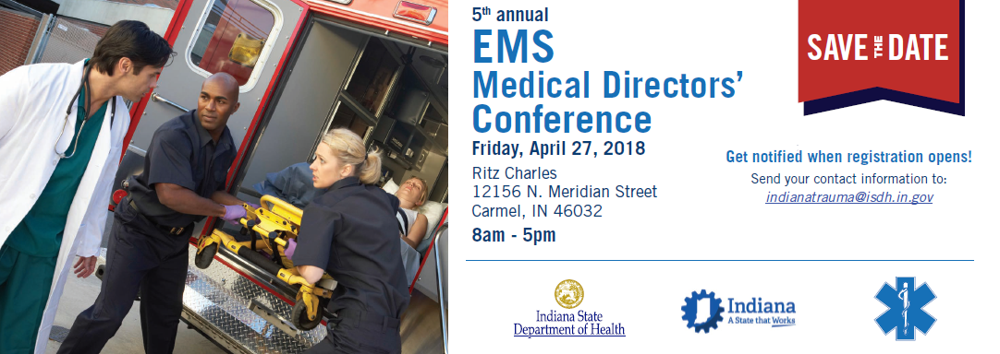 5th annual
EMS
Medical Directors’
Conference
Friday, April 27, 2018
Ritz Charles
12156 N. Meridian Street
Carmel, IN 46032
8am - 5pm
SAVE THE DATE
Get notified when registration opens!
Send your contact information to:
indianatrauma@isdh.in.gov
Indiana State
Department of Health
Indiana
A State that Works